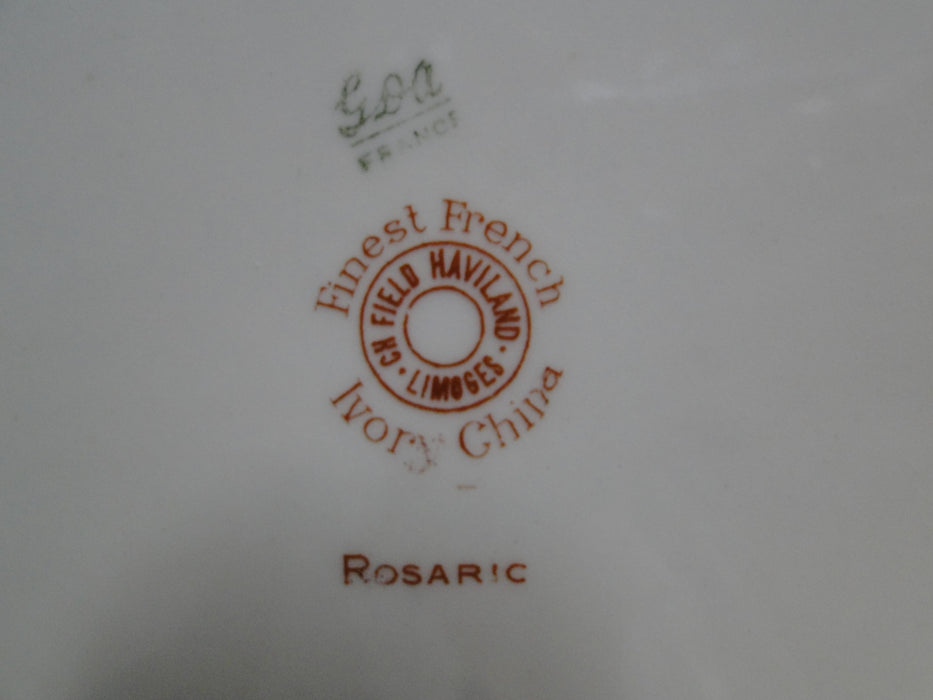 GDA
FRANCE
Finest French
CH FIELD HAVILAND
· LIMOGES ·
Ivory China
ROSARIC